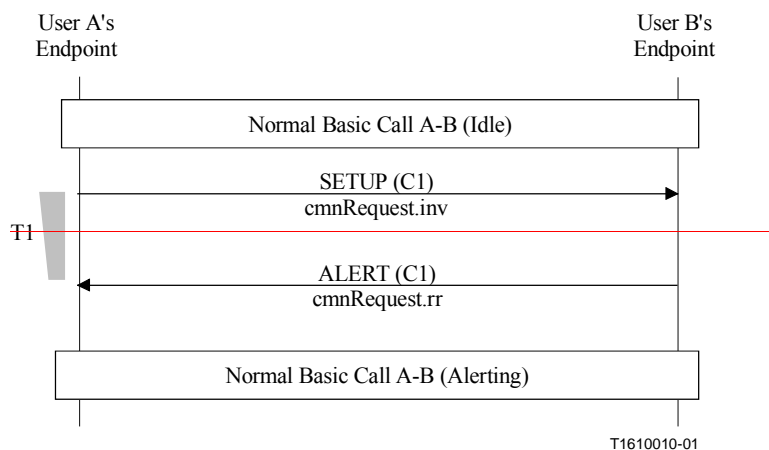 User A's
Endpoint
User B's
Endpoint
Normal Basic Call A-B (Idle)
SETUP (C1)
cmnRequest.inv
T1
ALERT (C1)
cmnRequest.rr
Normal Basic Call A-B (Alerting)
T1610010-01